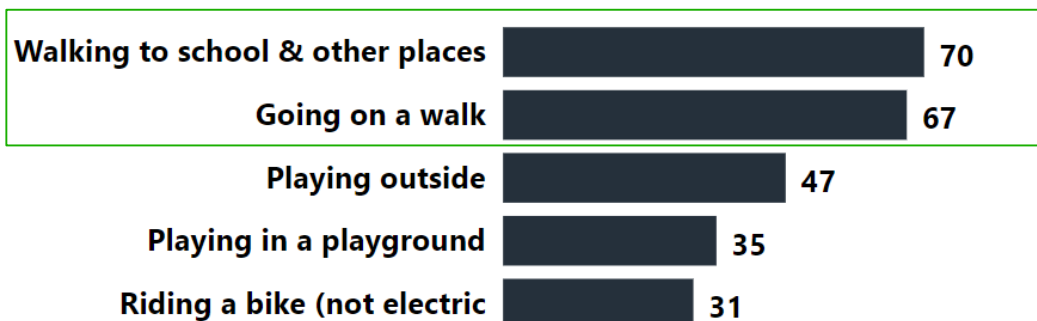 Walking to school & other places 70
Going on a walk 67
Playing outside 47
Playing in a playground 35
Riding a bike (not electric 31